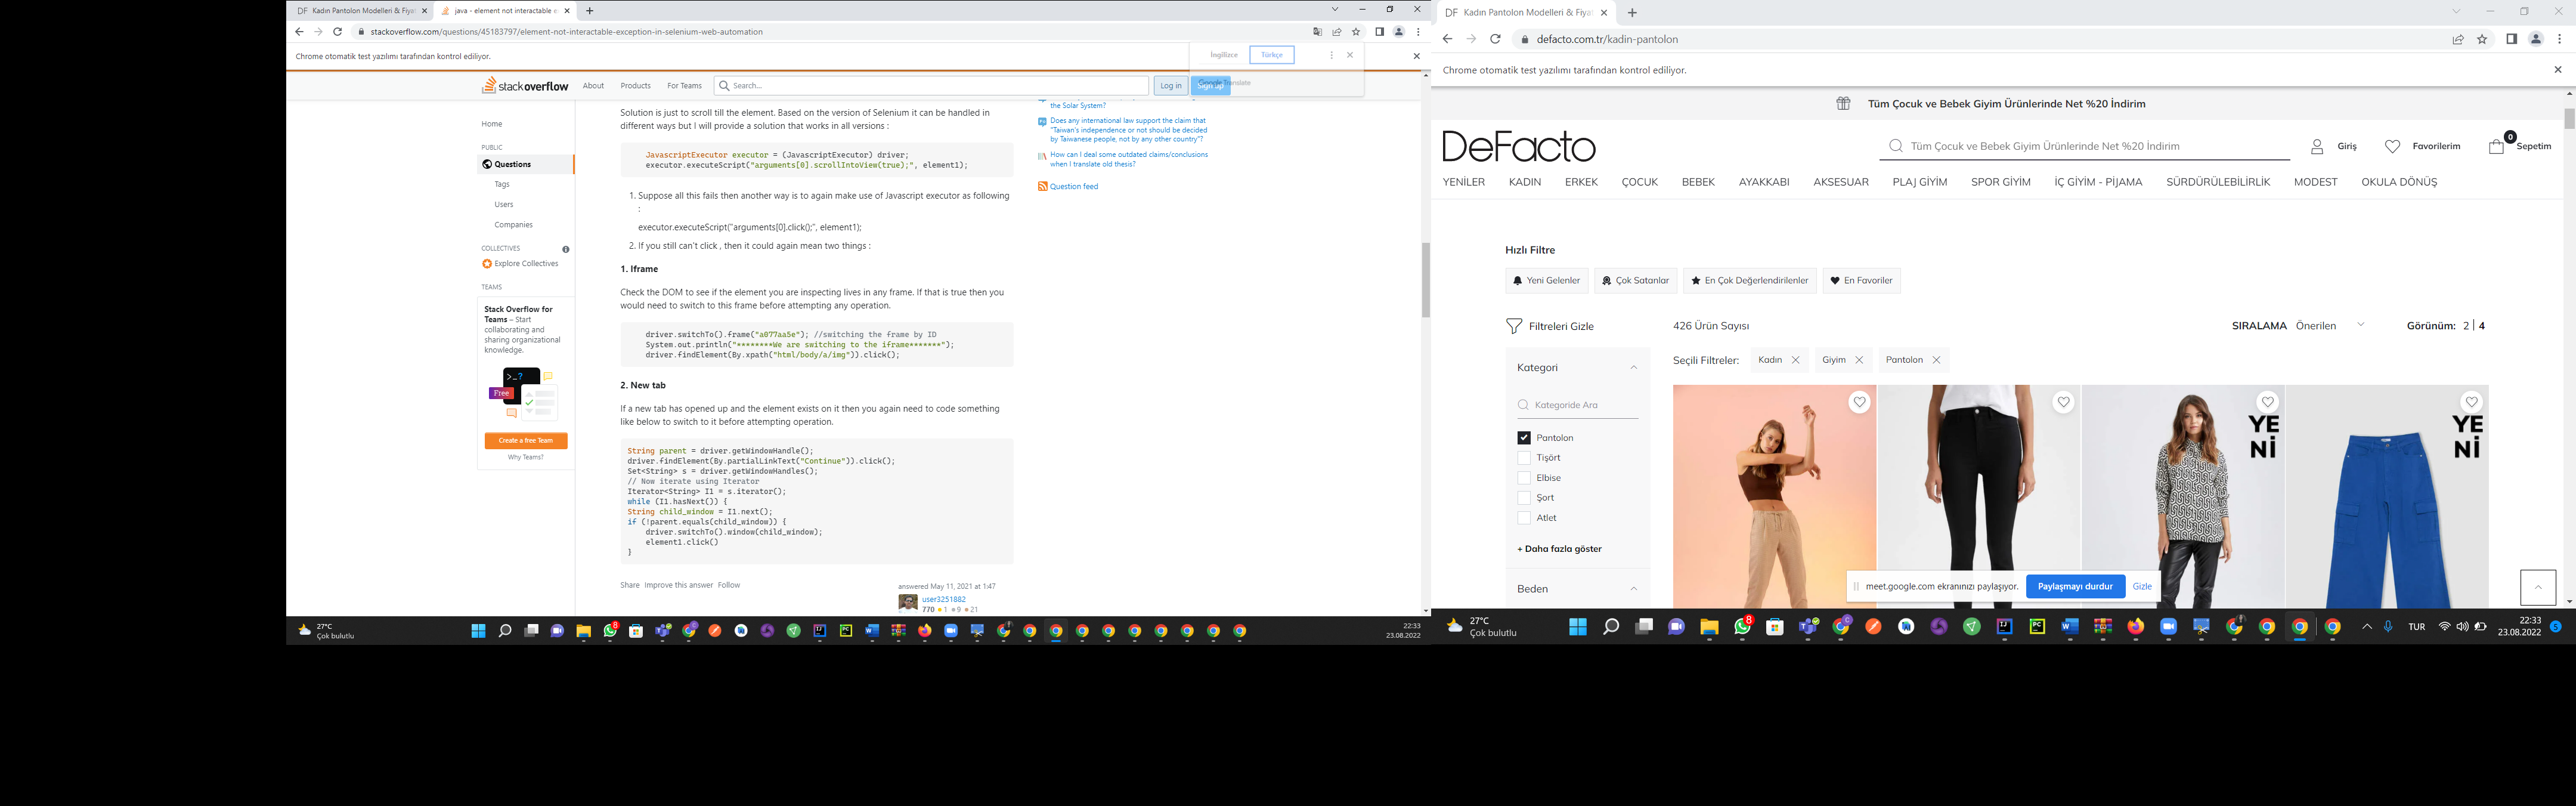 DF Kadın Pantolon Modelleri & Fiya
java - element not interactable e
stackoverflow.com/questions/45183797/element-not-interactable-exception-in-selenium-web-automation
Chrome otomatik test yazılımı tarafından kontrol ediliyor.
İngilizce
Türkçe
Google Translate
stackoverflow
About
Products
For Teams
Search...
Log in
Sign up
Home
PUBLIC
Questions
Tags
Users
Companies
COLLECTIVES
Explore Collectives
TEAMS
Stack Overflow for
Teams – Start
collaborating and
sharing organizational
knowledge.
>_?
Free
Create a free Team
Why Teams?
Solution is just to scroll till the element. Based on the version of Selenium it can be handled in
different ways but I will provide a solution that works in all versions :
JavascriptExecutor executor = (JavascriptExecutor) driver;
executor.executeScript("arguments[0].scrollIntoView(true);", element1);
1. Suppose all this fails then another way is to again make use of Javascript executor as following
:
executor.executeScript("arguments[0].click();", element1);
2. If you still can't click , then it could again mean two things :
1. Iframe
Check the DOM to see if the element you are inspecting lives in any frame. If that is true then you
would need to switch to this frame before attempting any operation.
driver.switchTo().frame("a077aa5e"); //switching the frame by ID
System.out.println("********We are switching to the iframe*******");
driver.findElement(By.xpath("html/body/a/img")).click();
2. New tab
If a new tab has opened up and the element exists on it then you again need to code something
like below to switch to it before attempting operation.
String parent = driver.getWindowHandle();
driver.findElement(By.partialLinkText("Continue")).click();
Set<String> s = driver.getWindowHandles();
// Now iterate using Iterator
Iterator<String> I1 = s.iterator();
while (I1.hasNext()) {
String child_window = I1.next();
if (!parent.equals(child_window)) {
driver.switchTo().window(child_window);
element1.click()
}
Share Improve this answer Follow
answered May 11, 2021 at 1:47
user3251882
770 1 9 21
the Solar System?
Does any international law support the claim that
"Taiwan's independence or not should be decided
by Taiwanese people, not by any other country"?
How can I deal some outdated claims/conclusions
when I translate old thesis?
Question feed
27°C
Çok bulutlu
8
22:33
23.08.2022
DF Kadın Pantolon Modelleri & Fiya
defacto.com.tr/kadin-pantolon
Chrome otomatik test yazılımı tarafından kontrol ediliyor.
Tüm Çocuk ve Bebek Giyim Ürünlerinde Net %20 İndirim
DeFacto
Tüm Çocuk ve Bebek Giyim Ürünlerinde Net %20 İndirim
Giriş
Favorilerim
0
Sepetim
YENİLER KADIN ERKEK ÇOCUK BEBEK AYAKKABI AKSESUAR PLAJ GİYİM SPOR GİYİM İÇ GİYİM - PİJAMA SÜRDÜRÜLEBİLİRLİK MODEST OKULA DÖNÜŞ
Hızlı Filtre
Yeni Gelenler
Çok Satanlar
En Çok Değerlendirilenler
En Favoriler
Filtreleri Gizle
426 Ürün Sayısı
SIRALAMA Önerilen
Görünüm: 2 | 4
Seçili Filtreler:
Kadın
Giyim
Pantolon
Kategori
Kategoride Ara
Pantolon
Tişört
Elbise
Şort
Atlet
+ Daha fazla göster
Beden
YE
Nİ
YE
Nİ
meet.google.com ekranınızı paylaşıyor.
Paylaşmayı durdur
Gizle
27°C
Çok bulutlu
8
TUR
22:33
23.08.2022
5